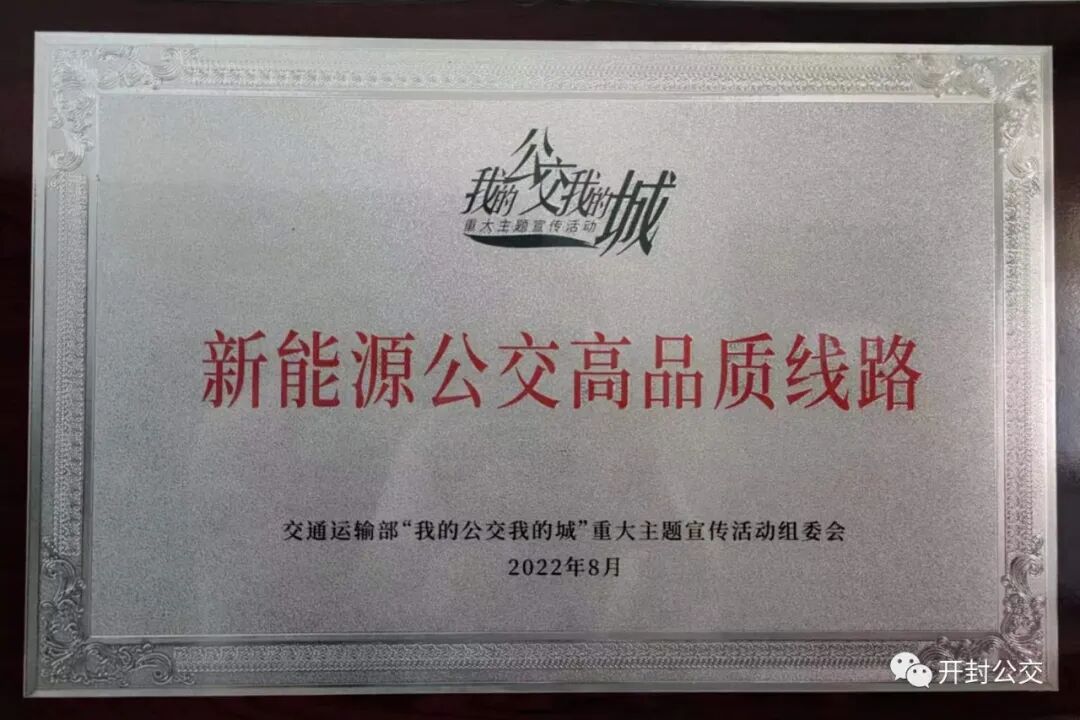 我的公交我的城
重大主题宣传活动
新能源公交高品质线路
交通运输部“我的公交我的城”重大主题宣传活动组委会
2022年8月
开封公交